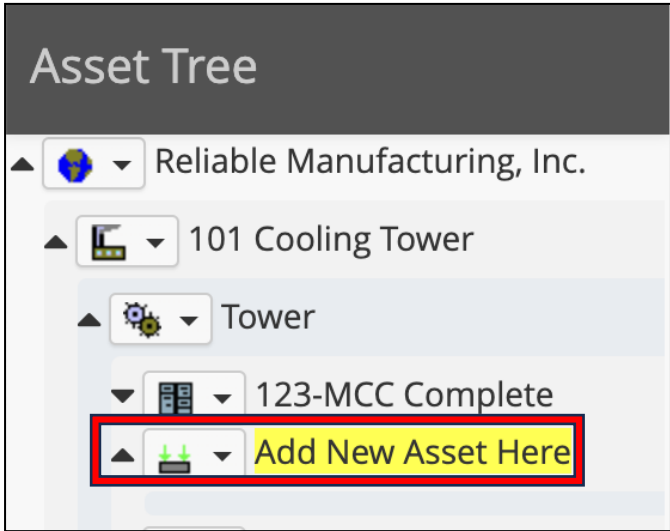 Asset Tree
Reliable Manufacturing, Inc.
101 Cooling Tower
Tower
123-MCC Complete
Add New Asset Here